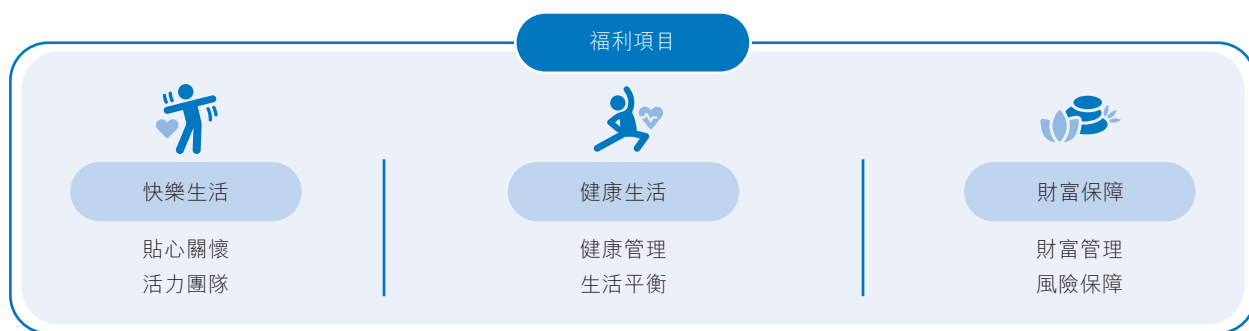 福利項目
快樂生活
貼心關懷
活力團隊
健康生活
健康管理
生活平衡
財富保障
財富管理
風險保障